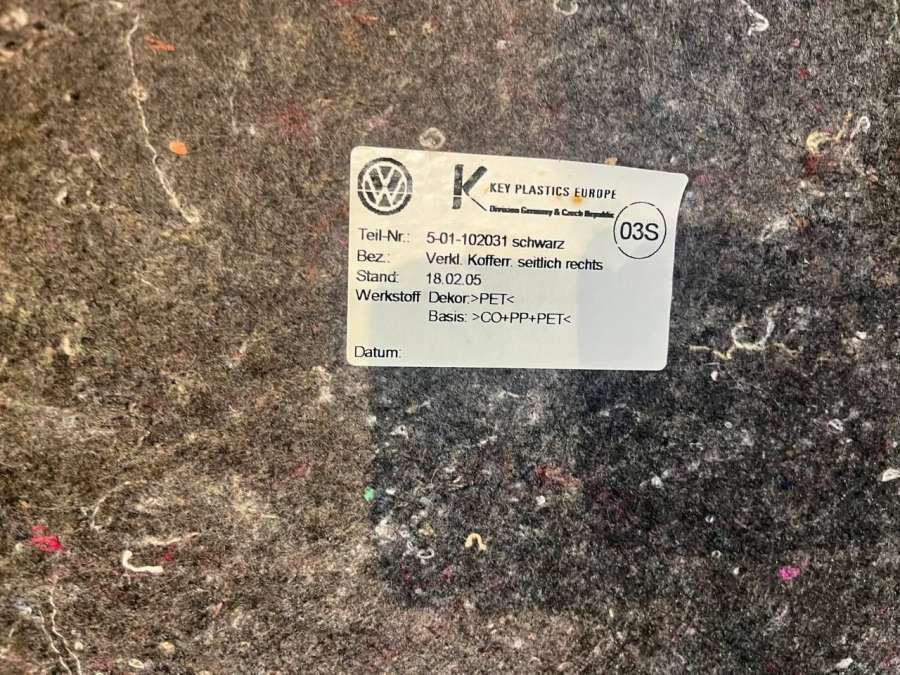 VW
K KEY PLASTICS EUROPE
Division Germany & Czech Republic
03S
Teil-Nr.: 5-01-102031 schwarz
Bez.: Verkl. Kofferr. seitlich rechts
Stand: 18.02.05
Werkstoff Dekor:>PET<
Basis: >CO+PP+PET<
Datum: